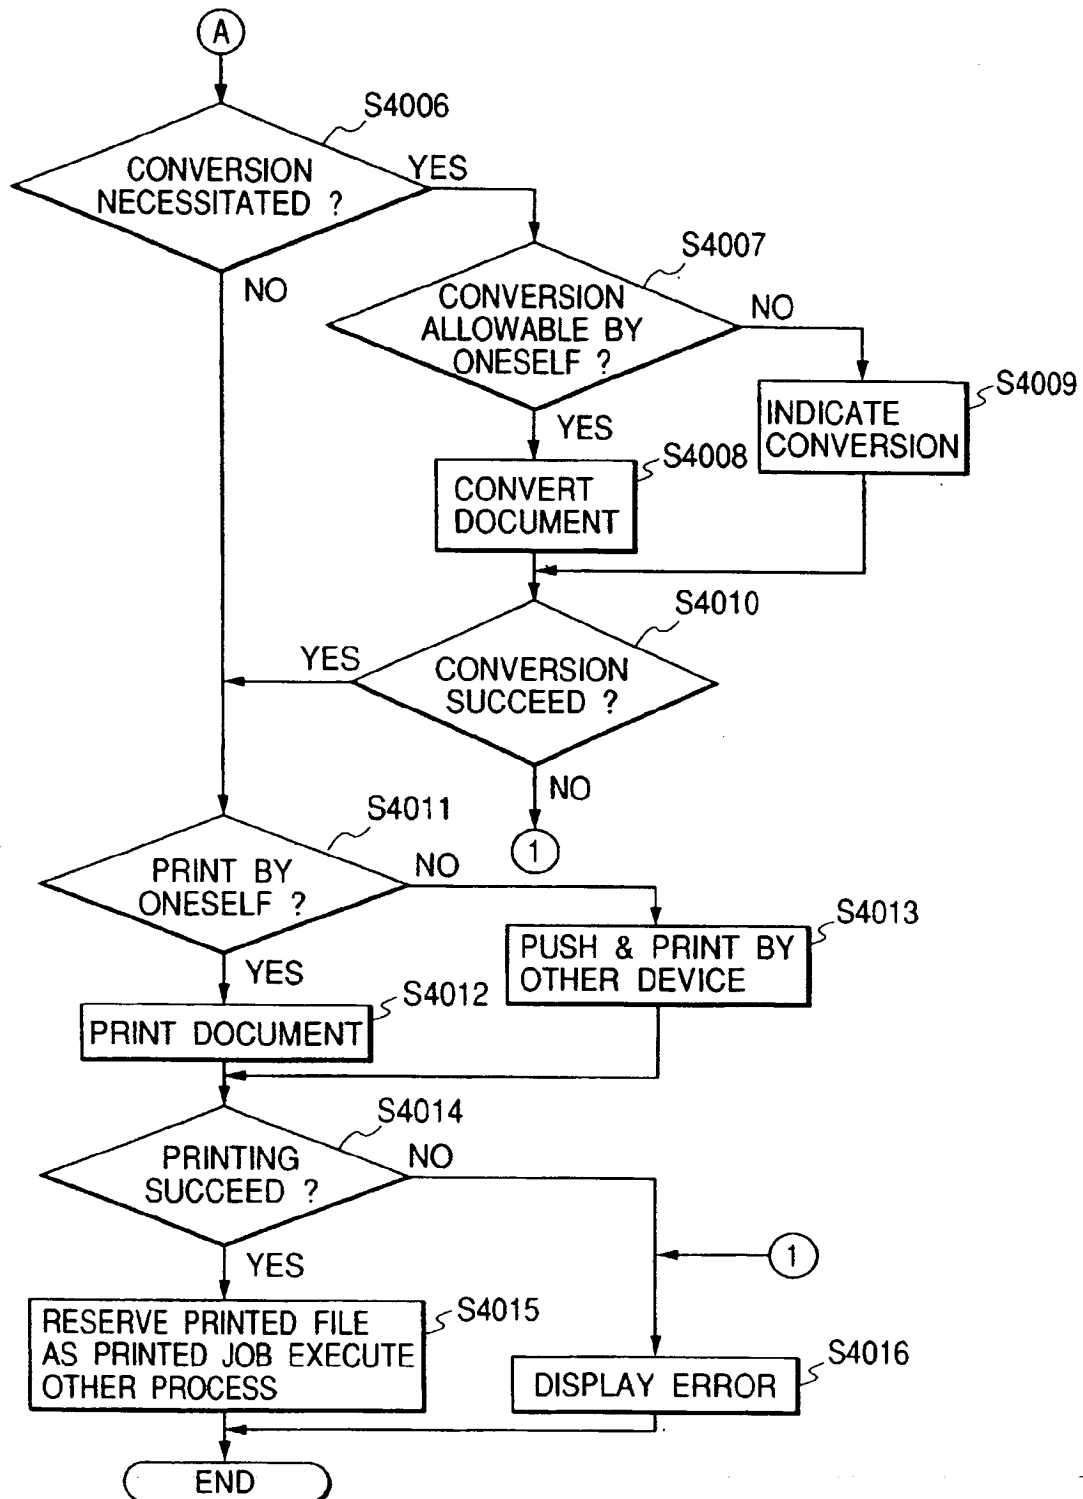 A
S4006
CONVERSION
NECESSITATED ?
YES
NO
S4007
CONVERSION
ALLOWABLE BY
ONESELF ?
NO
YES
S4009
INDICATE
CONVERSION
S4008
CONVERT
DOCUMENT
S4010
CONVERSION
SUCCEED ?
YES
NO
1
S4011
PRINT BY
ONESELF ?
NO
YES
S4013
PUSH & PRINT BY
OTHER DEVICE
S4012
PRINT DOCUMENT
S4014
PRINTING
SUCCEED ?
NO
YES
1
S4015
RESERVE PRINTED FILE
AS PRINTED JOB EXECUTE
OTHER PROCESS
S4016
DISPLAY ERROR
END